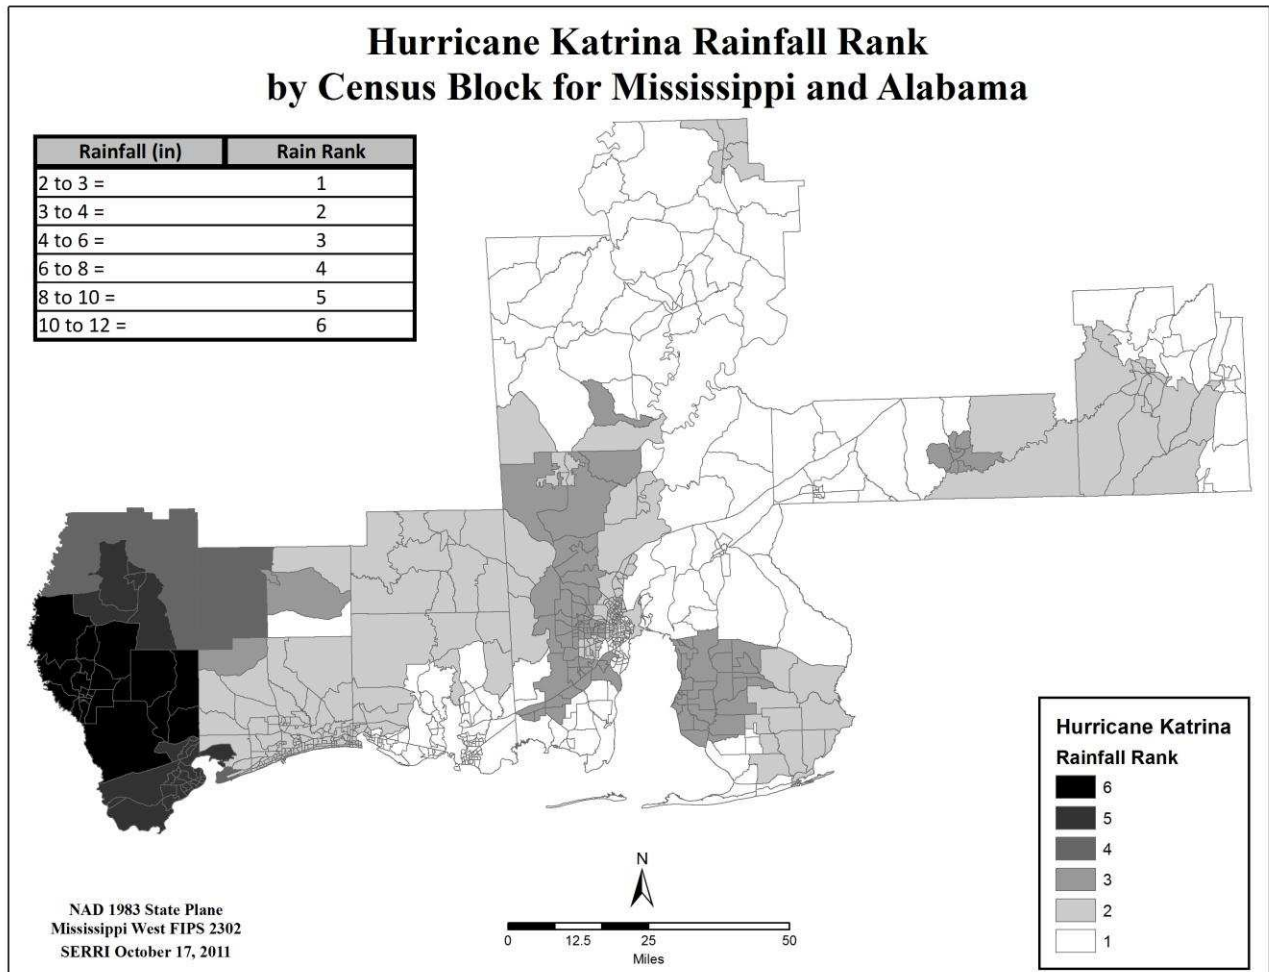 Hurricane Katrina Rainfall Rank
by Census Block for Mississippi and Alabama
Rainfall (in) Rain Rank
2 to 3 = 1
3 to 4 = 2
4 to 6 = 3
6 to 8 = 4
8 to 10 = 5
10 to 12 = 6
Hurricane Katrina
Rainfall Rank
6
5
4
3
2
1
N
0 12.5 25 50
Miles
NAD 1983 State Plane
Mississippi West FIPS 2302
SERRI October 17, 2011